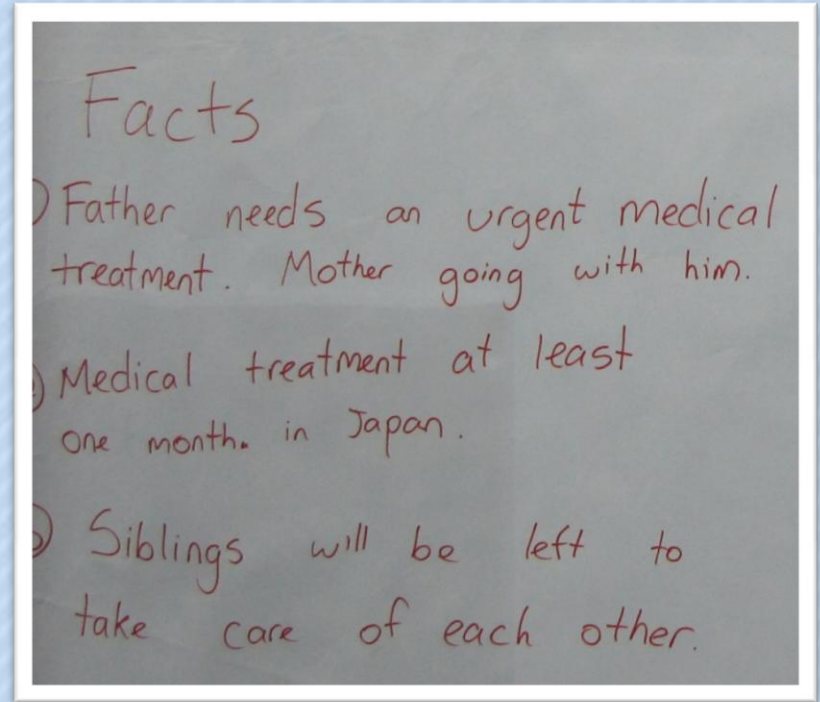 Facts
) Father needs an urgent medical
treatment. Mother going with him.
) Medical treatment at least
one month. in Japan.
) Siblings will be left to
take care of each other.